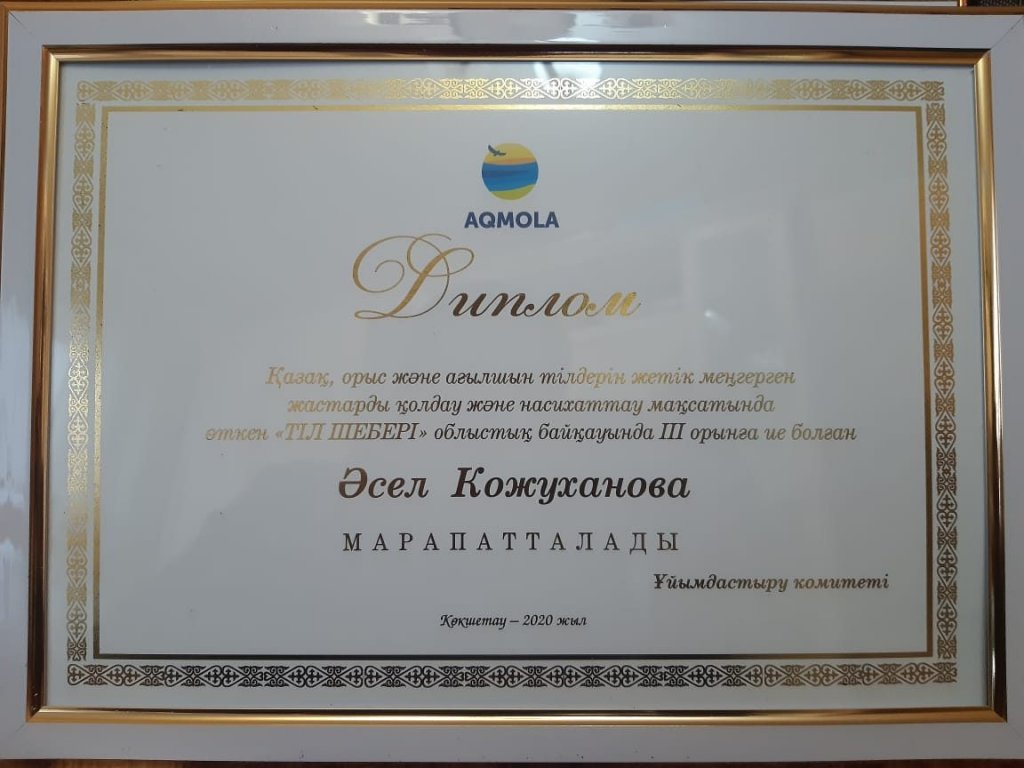 AQMOLA
Диплом
Қазақ, орыс және ағылшын тілдерін жетік меңгерген
жастарды қолдау және насихаттау мақсатында
өткен «ТІЛ ШЕБЕРІ» облыстық байқауында III орынға ие болған
Әсел Кожуханова
МАРАПАТТАЛАДЫ
Ұйымдастыру комитеті
Көкшетау – 2020 жыл